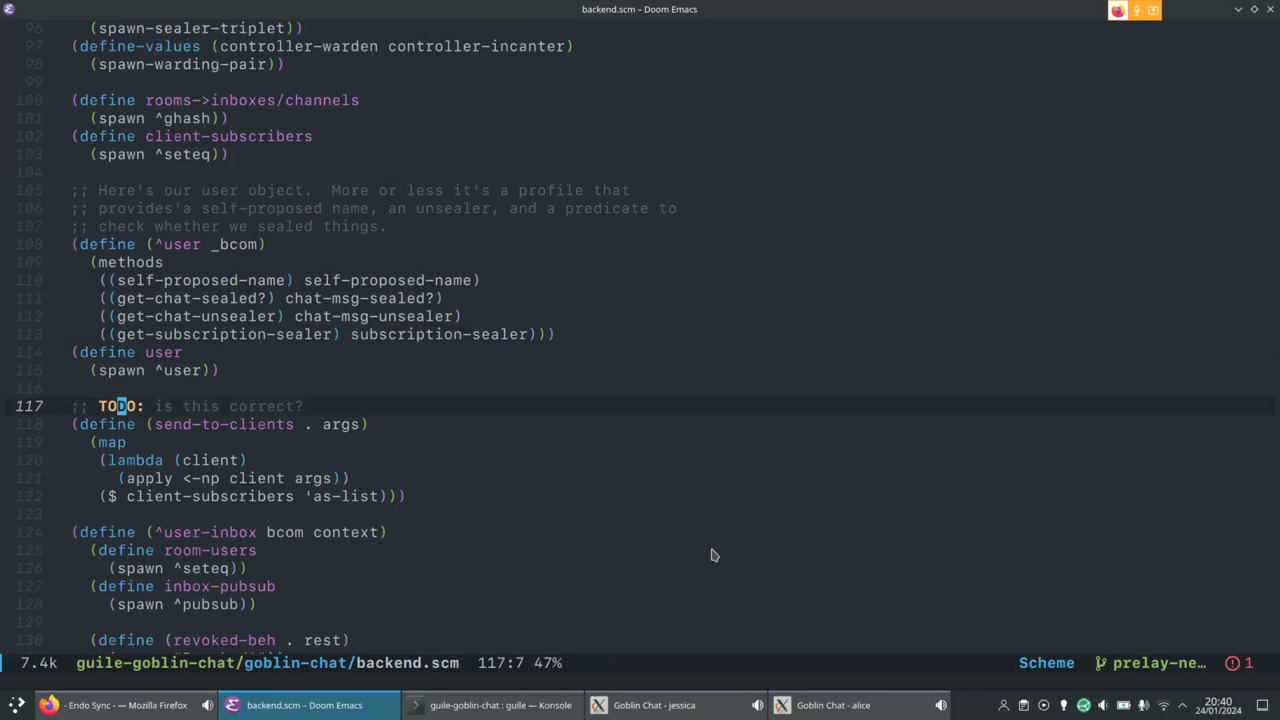 backend.scm – Doom Emacs
96 (spawn-sealer-triplet))
97 (define-values (controller-warden controller-incanter)
98 (spawn-warding-pair))
99
100 (define rooms->inboxes/channels
101 (spawn ^ghash))
102 (define client-subscribers
103 (spawn ^seteq))
104
105 ;; Here's our user object.  More or less it's a profile that
106 ;; provides'a self-proposed name, an unsealer, and a predicate to
107 ;; check whether we sealed things.
108 (define (^user _bcom)
109 (methods
110 ((self-proposed-name) self-proposed-name)
111 ((get-chat-sealed?) chat-msg-sealed?)
112 ((get-chat-unsealer) chat-msg-unsealer)
113 ((get-subscription-sealer) subscription-sealer)))
114 (define user
115 (spawn ^user))
116
117 ;; TODO: is this correct?
118 (define (send-to-clients . args)
119 (map
120 (lambda (client)
121 (apply <-np client args))
122 ($ client-subscribers 'as-list)))
123
124 (define (^user-inbox bcom context)
125 (define room-users
126 (spawn ^seteq))
127 (define inbox-pubsub
128 (spawn ^pubsub))
129
130 (define (revoked-beh . rest)
7.4k guile-goblin-chat/goblin-chat/backend.scm 117:7 47% Scheme prelay-ne… 1
- Endo Sync — Mozilla Firefox backend.scm – Doom Emacs guile-goblin-chat : guile — Konsole Goblin Chat - jessica Goblin Chat - alice 20:40
24/01/2024